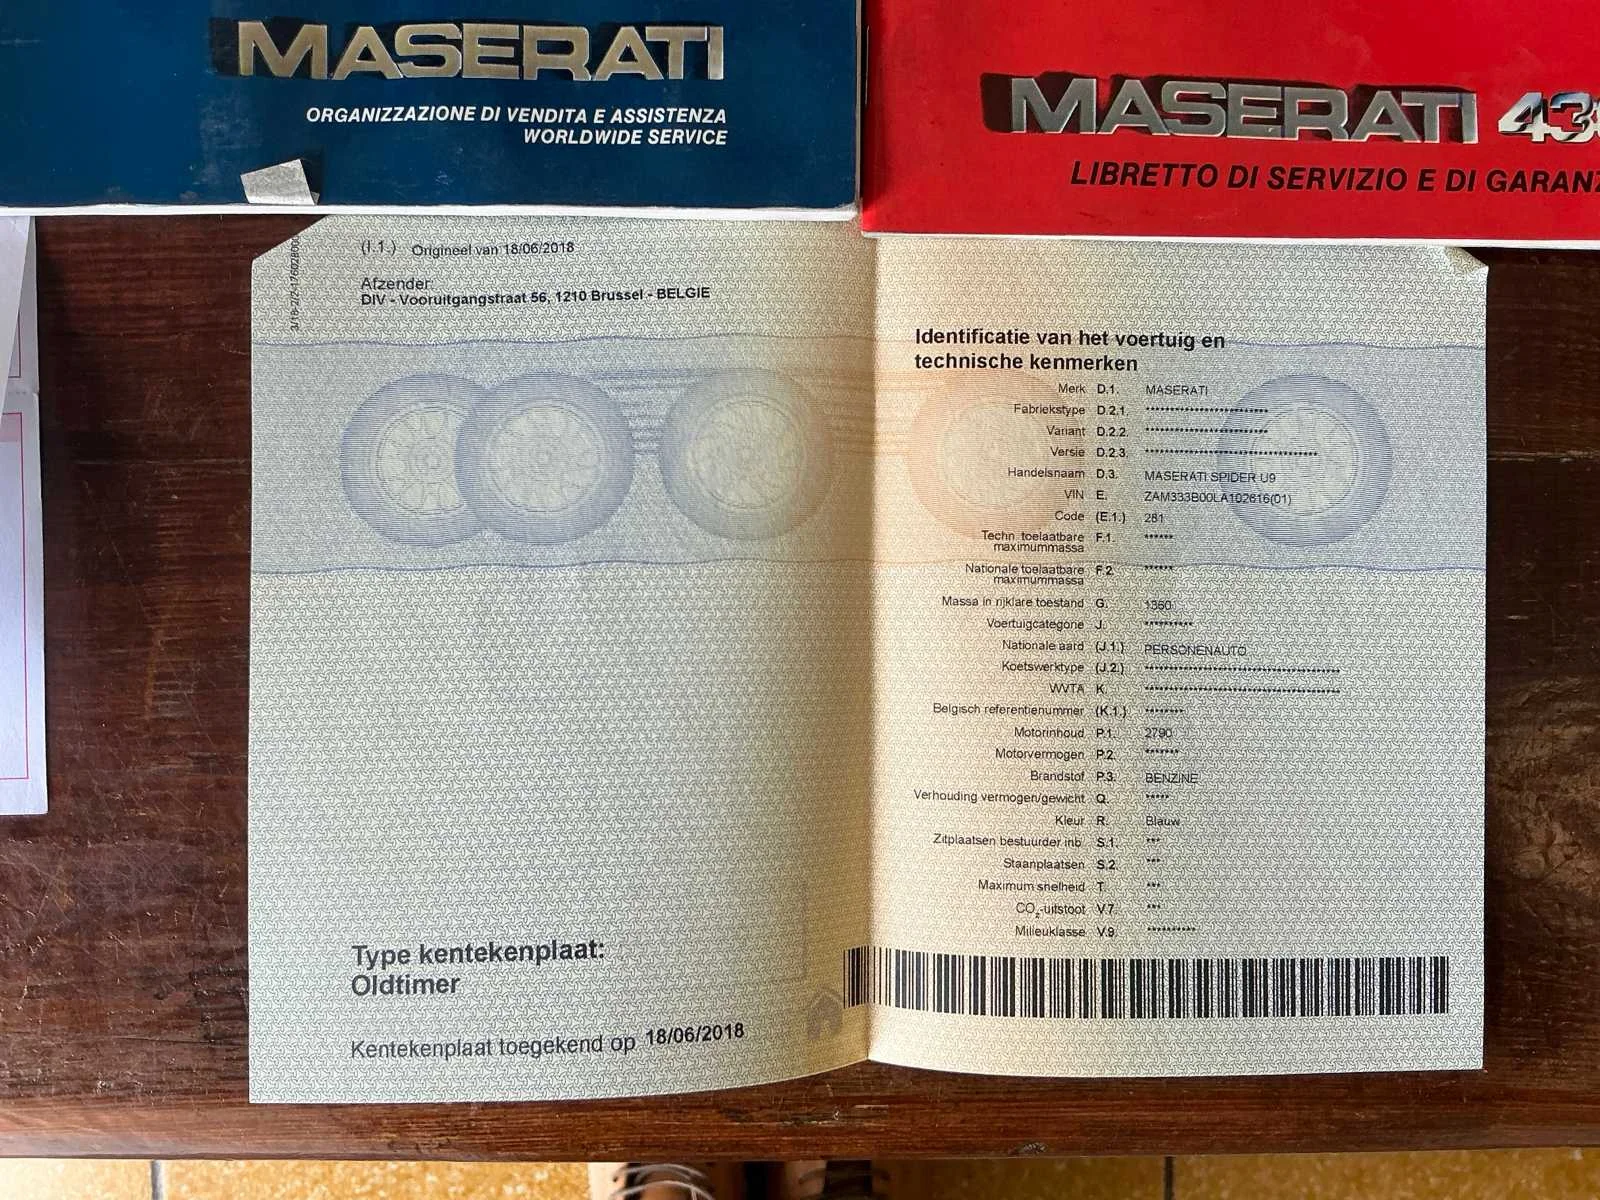 MASERATI
ORGANIZZAZIONE DI VENDITA E ASSISTENZA
WORLDWIDE SERVICE
MASERATI
LIBRETTO DI SERVIZIO E DI
(I.1.) Origineel van 18/06/2018
Afzender:
DIV - Vooruitgangstraat 56, 1210 Brussel - BELGIE
Type kentekenplaat:
Oldtimer
Kentekenplaat toegekend op 18/06/2018
Identificatie van het voertuig en
technische kenmerken
Merk D.1. MASERATI
Fabriekstype D.2.1. *************************
Variant D.2.2. *************************
Versie D.2.3. ***********************************
Handelsnaam D.3. MASERATI SPIDER U9
VIN E. ZAM333B00LA102616(01)
Code (E.1.) 281
Techn. toelaatbare F.1. ******
maximummassa
Nationale toelaatbare F.2. ******
maximummassa
Massa in rijklare toestand G. 1360
Voertuigcategorie J. **********
Nationale aard (J.1.) PERSONENAUTO
Koetswerktype (J.2.) ****************************************
WVTA K. ****************************************
Belgisch referentienummer (K.1.) ********
Motorinhoud P.1. 2790
Motorvermogen P.2. *******
Brandstof P.3. BENZINE
Verhouding vermogen/gewicht Q. *****
Kleur R. Blauw
Zitplaatsen bestuurder inb. S.1. ***
Staanplaatsen S.2. ***
Maximum snelheid T. ***
CO₂-uitstoot V.7. ***
Milieuklasse V.9. **********